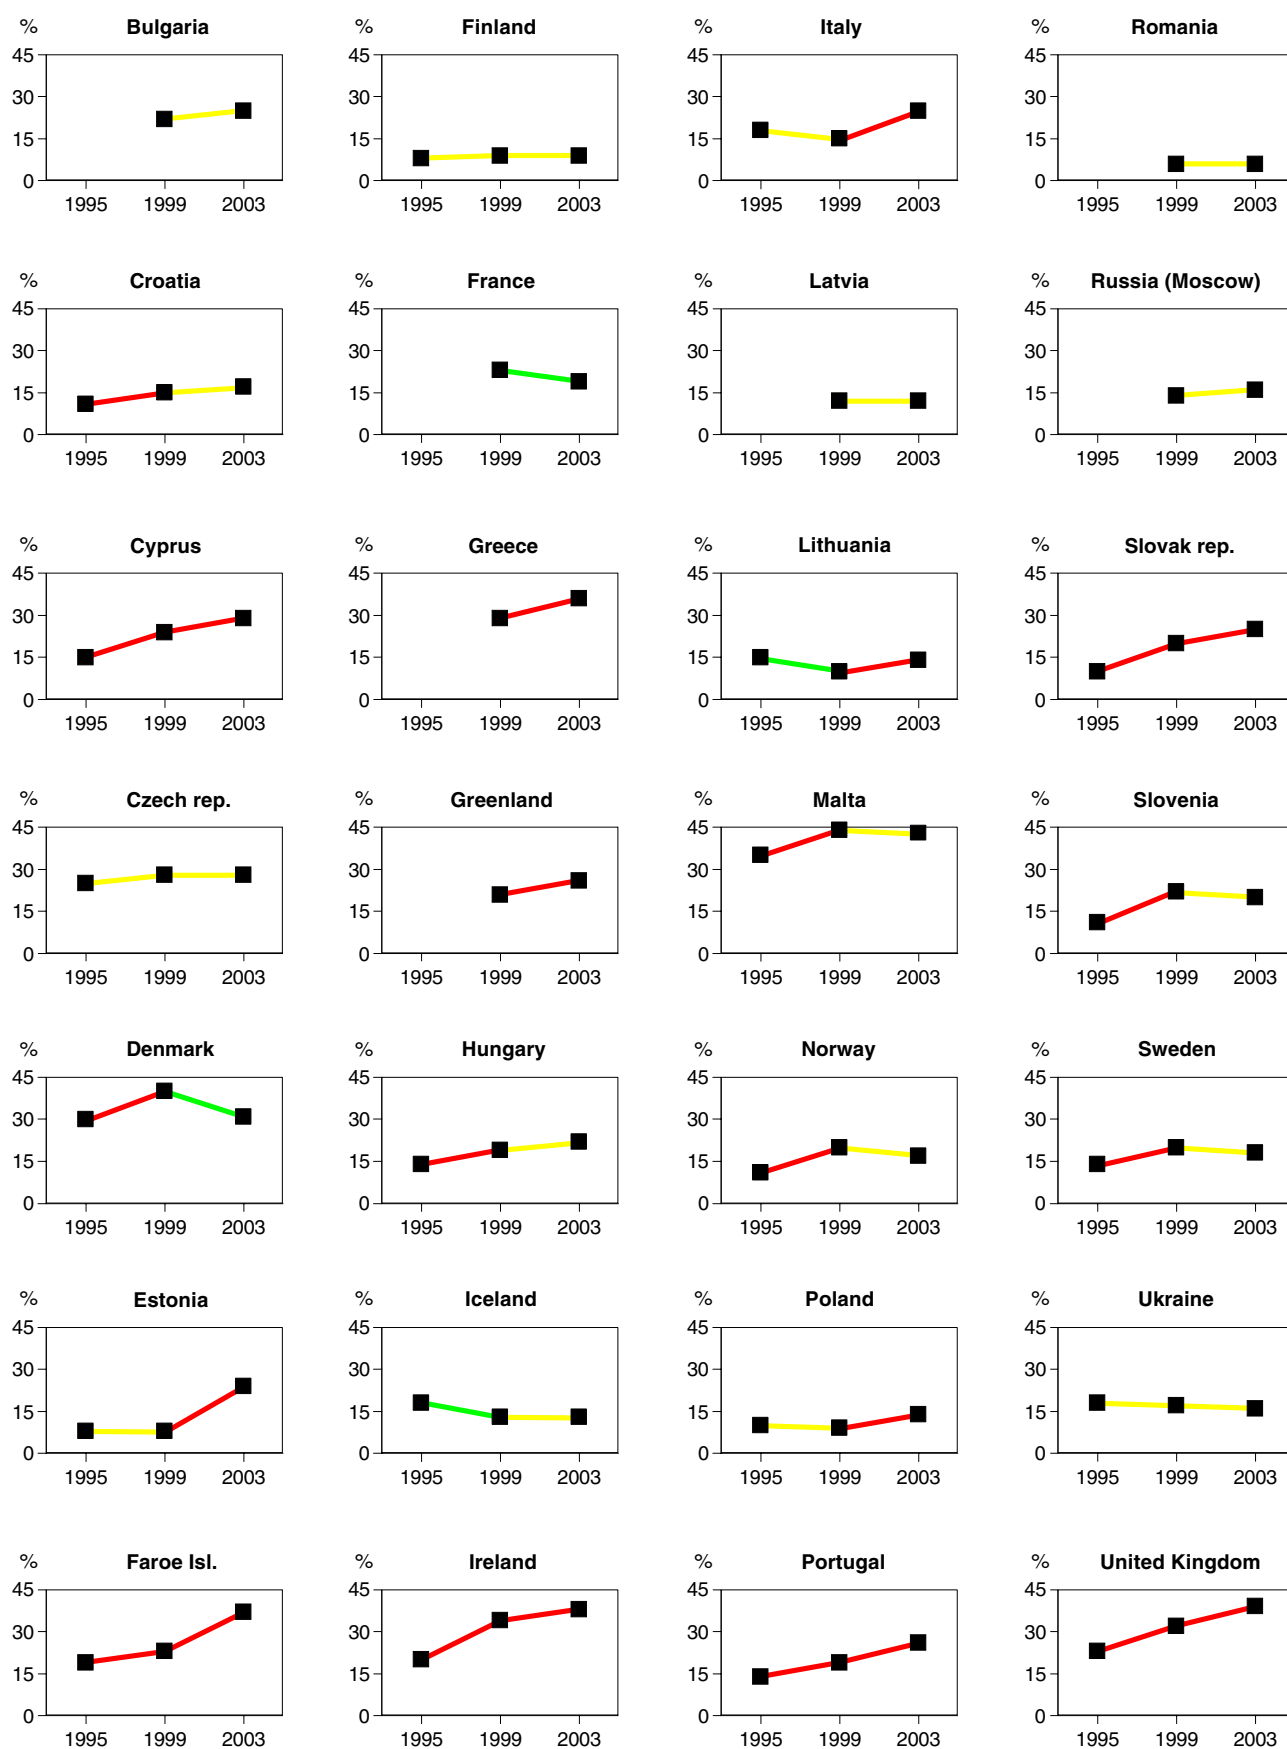 % Bulgaria % Finland % Italy % Romania
45 45 45 45
30 30 30 30
15 15 15 15
0 0 0 0
1995 1999 2003 1995 1999 2003 1995 1999 2003 1995 1999 2003
% Croatia % France % Latvia % Russia (Moscow)
45 45 45 45
30 30 30 30
15 15 15 15
0 0 0 0
1995 1999 2003 1995 1999 2003 1995 1999 2003 1995 1999 2003
% Cyprus % Greece % Lithuania % Slovak rep.
45 45 45 45
30 30 30 30
15 15 15 15
0 0 0 0
1995 1999 2003 1995 1999 2003 1995 1999 2003 1995 1999 2003
% Czech rep. % Greenland % Malta % Slovenia
45 45 45 45
30 30 30 30
15 15 15 15
0 0 0 0
1995 1999 2003 1995 1999 2003 1995 1999 2003 1995 1999 2003
% Denmark % Hungary % Norway % Sweden
45 45 45 45
30 30 30 30
15 15 15 15
0 0 0 0
1995 1999 2003 1995 1999 2003 1995 1999 2003 1995 1999 2003
% Estonia % Iceland % Poland % Ukraine
45 45 45 45
30 30 30 30
15 15 15 15
0 0 0 0
1995 1999 2003 1995 1999 2003 1995 1999 2003 1995 1999 2003
% Faroe Isl. % Ireland % Portugal % United Kingdom
45 45 45 45
30 30 30 30
15 15 15 15
0 0 0 0
1995 1999 2003 1995 1999 2003 1995 1999 2003 1995 1999 2003